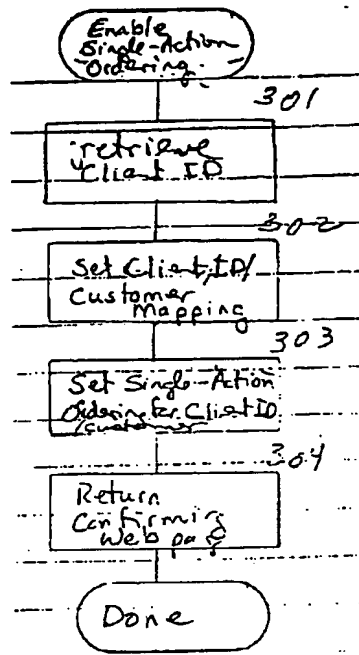 Enable
Single-Action
Ordering
301
retrieve
Client ID
302
Set Client ID/
Customer
Mapping
303
Set Single-Action
Ordering for Client ID
/customer
304
Return
Confirming
Web page
Done